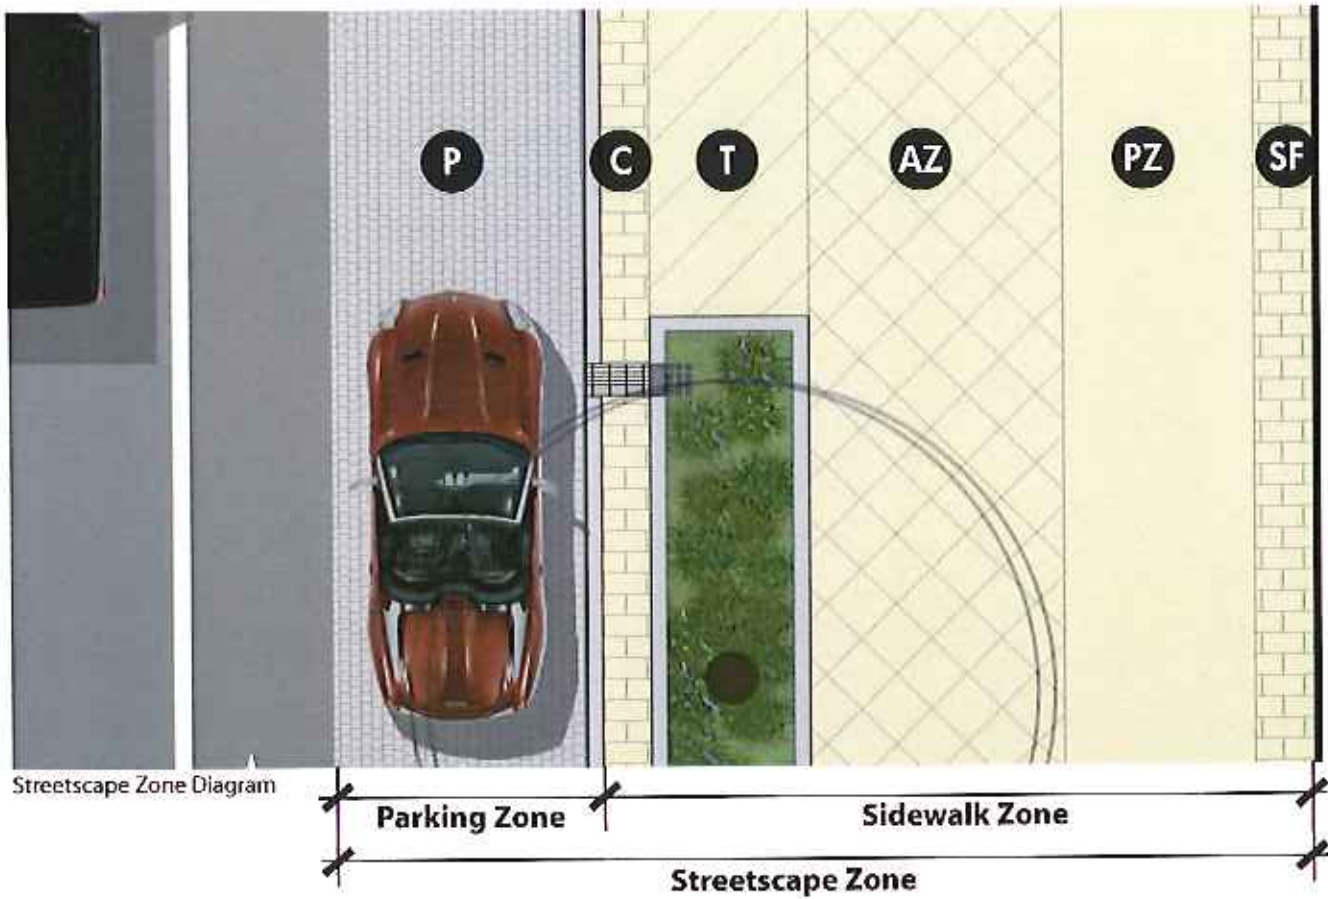 P
C
T
AZ
PZ
SF
Streetscape Zone Diagram
Parking Zone
Sidewalk Zone
Streetscape Zone